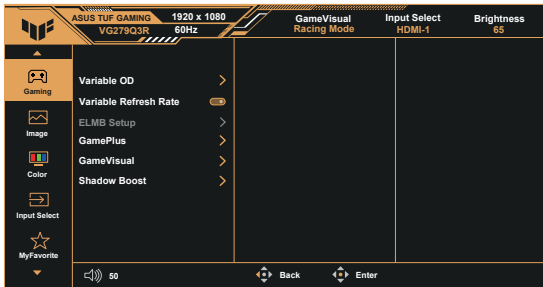 ASUS TUF GAMING 1920 x 1080 GameVisual Input Select Brightness
VG279Q3R 60Hz Racing Mode HDMI-1 65
Gaming
Image
Color
Input Select
MyFavorite
Variable OD
Variable Refresh Rate
ELMB Setup
GamePlus
GameVisual
Shadow Boost
50 Back Enter